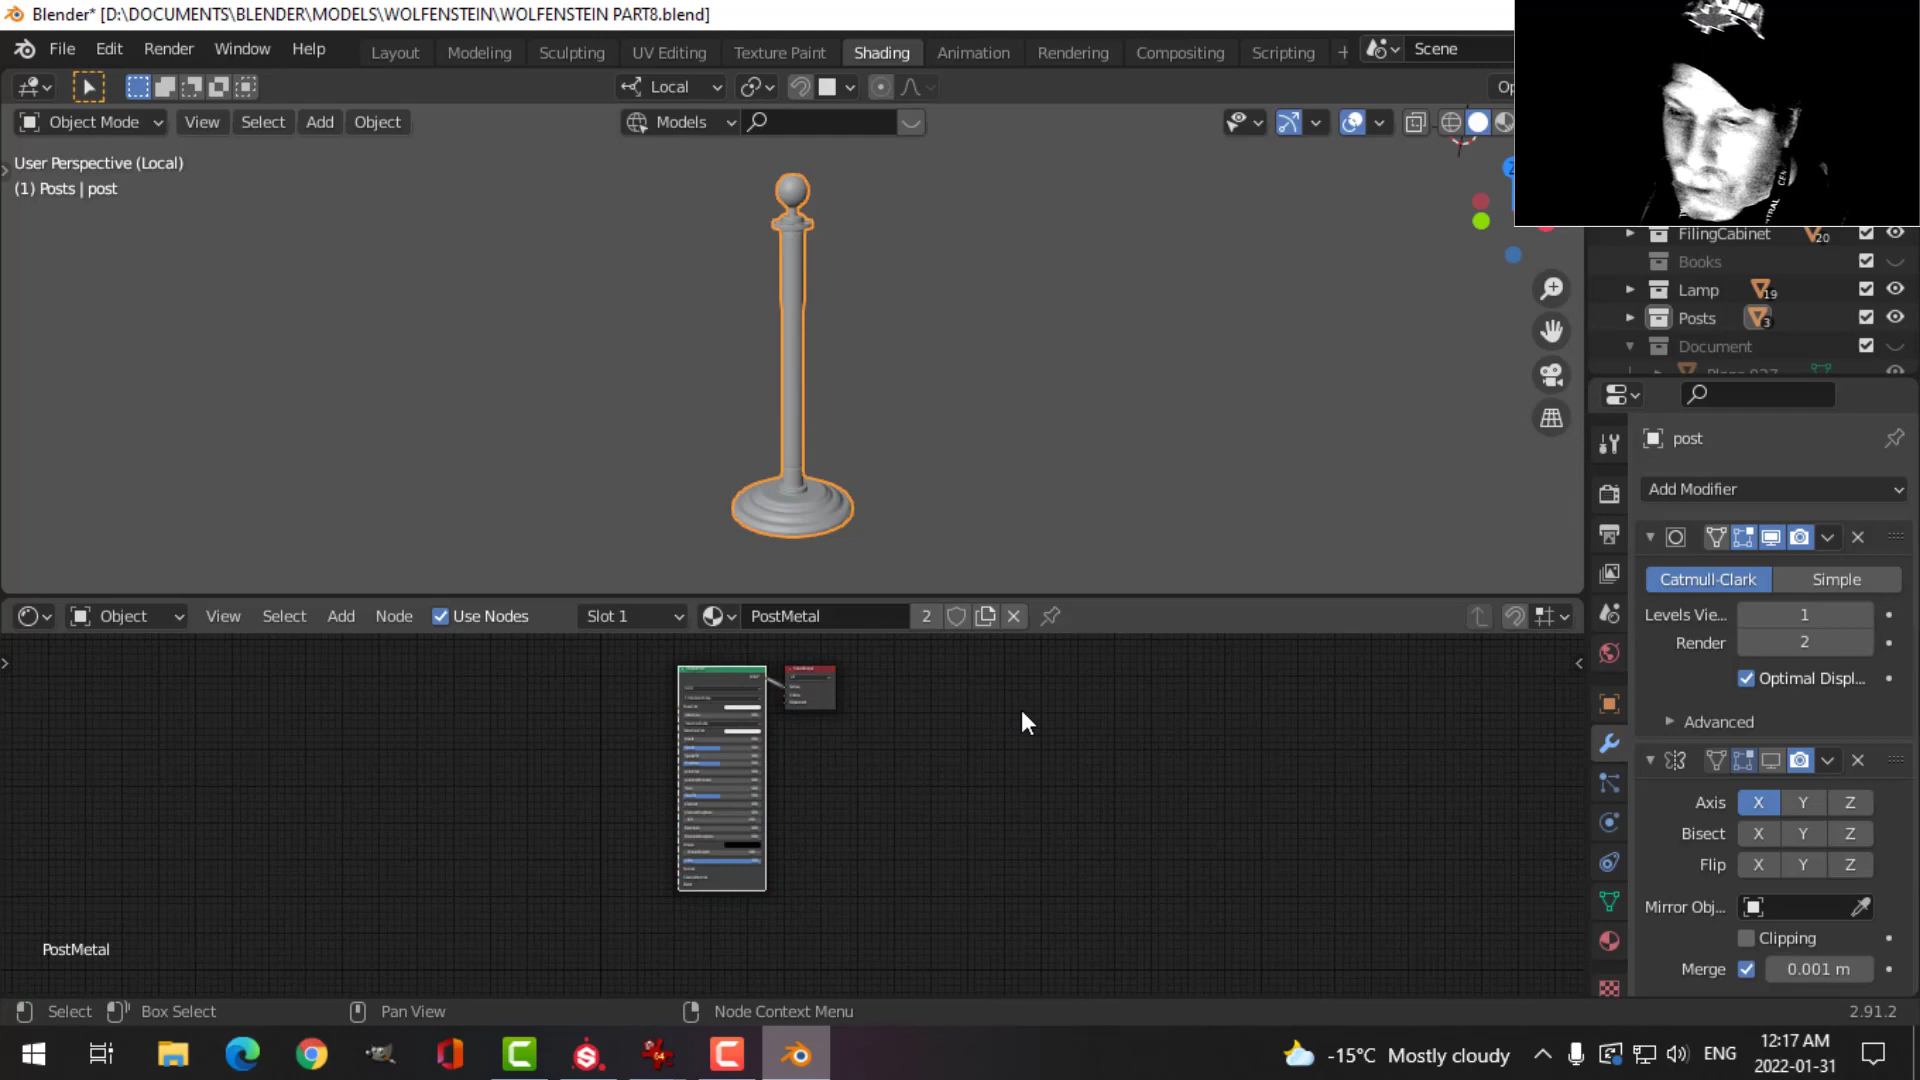 Blender* [D:\DOCUMENTS\BLENDER\MODELS\WOLFENSTEIN\WOLFENSTEIN PART8.blend]
File Edit Render Window Help Layout Modeling Sculpting UV Editing Texture Paint Shading Animation Rendering Compositing Scripting + Scene
Local Op
Object Mode View Select Add Object Models
User Perspective (Local)
(1) Posts | post
FilingCabinet 20
Books
Lamp 19
Posts 3
Document
post
Add Modifier
Catmull-Clark Simple
Levels Vie... 1
Render 2
Optimal Displ...
Advanced
Axis X Y Z
Bisect X Y Z
Flip X Y Z
Mirror Obj...
Clipping
Merge 0.001 m
Object View Select Add Node Use Nodes Slot 1 PostMetal 2
PostMetal
Select Box Select Pan View Node Context Menu 2.91.2
-15°C Mostly cloudy ENG 12:17 AM
2022-01-31